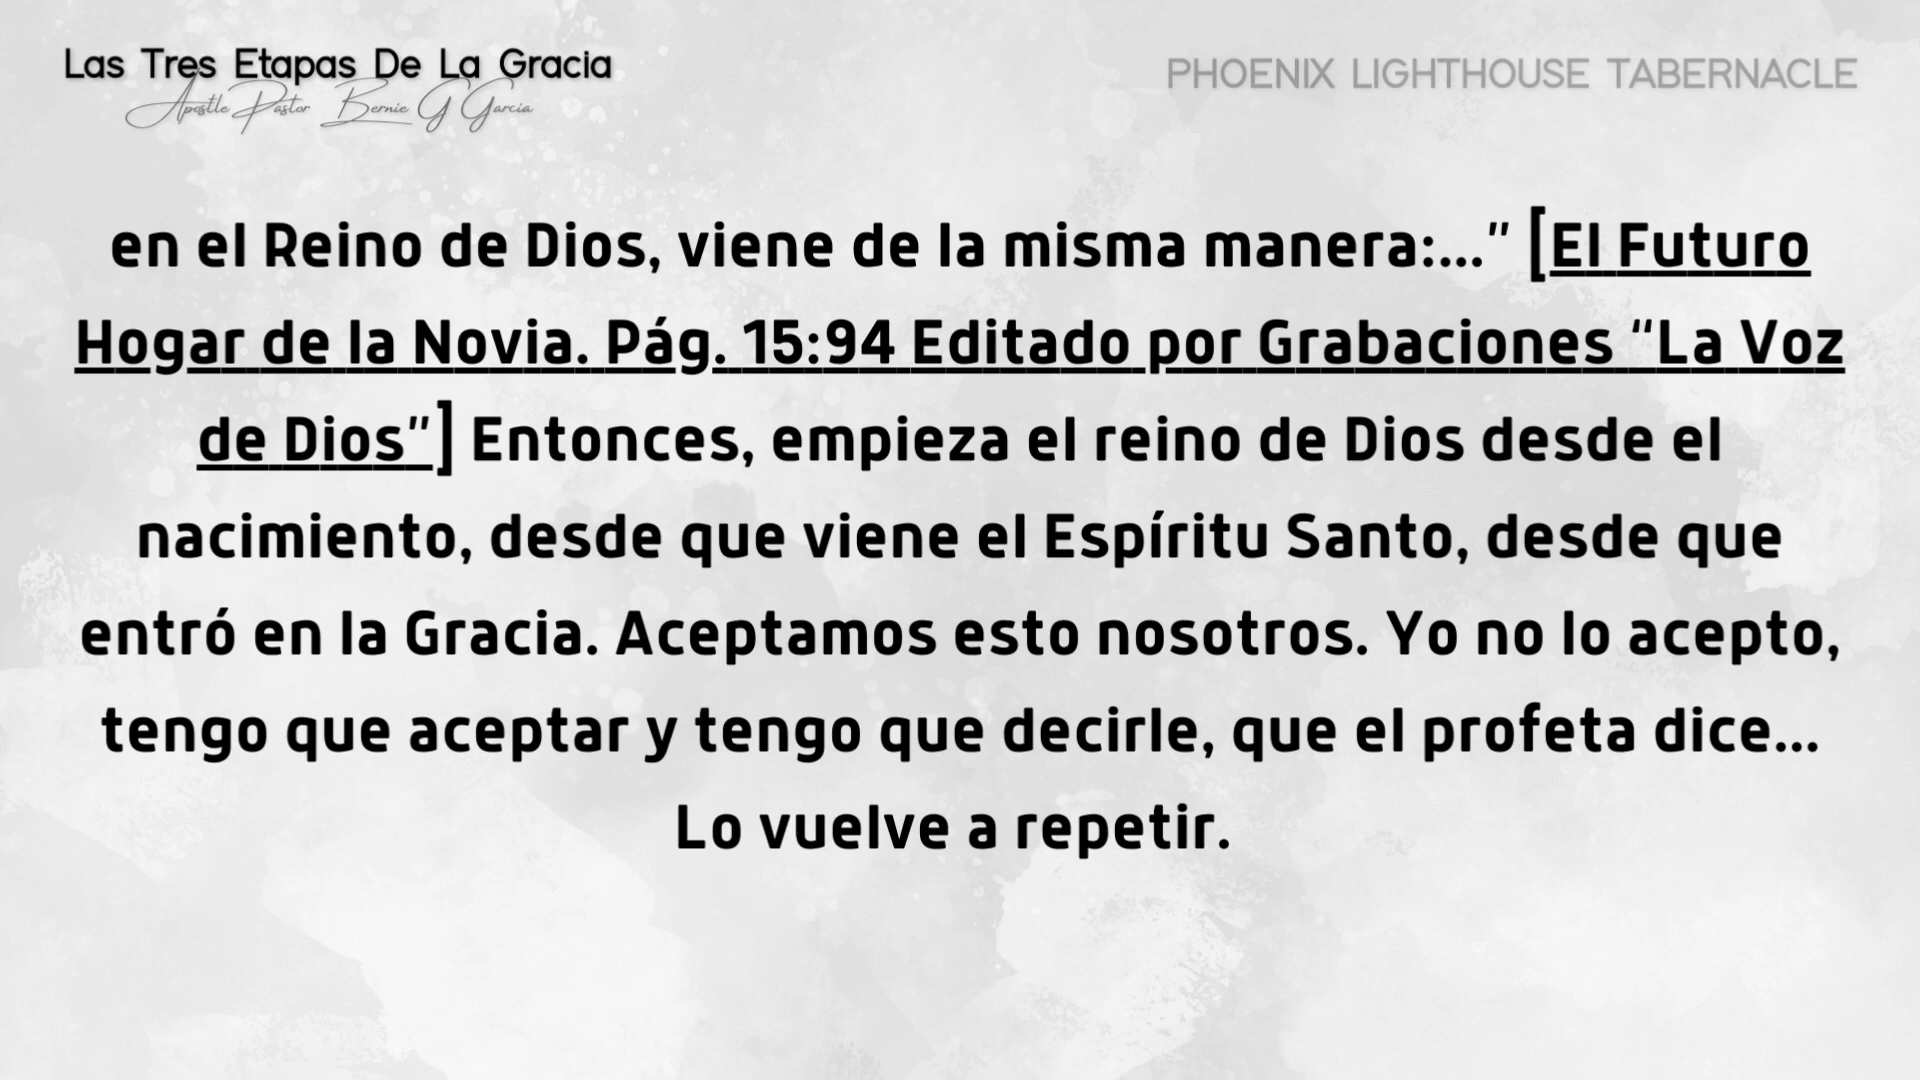 Las Tres Etapas De La Gracia
Apostle Pastor Bernie G Garcia
PHOENIX LIGHTHOUSE TABERNACLE
en el Reino de Dios, viene de la misma manera:...” [El Futuro
Hogar de la Novia. Pág. 15:94 Editado por Grabaciones “La Voz
de Dios”] Entonces, empieza el reino de Dios desde el
nacimiento, desde que viene el Espíritu Santo, desde que
entró en la Gracia. Aceptamos esto nosotros. Yo no lo acepto,
tengo que aceptar y tengo que decirle, que el profeta dice...
Lo vuelve a repetir.